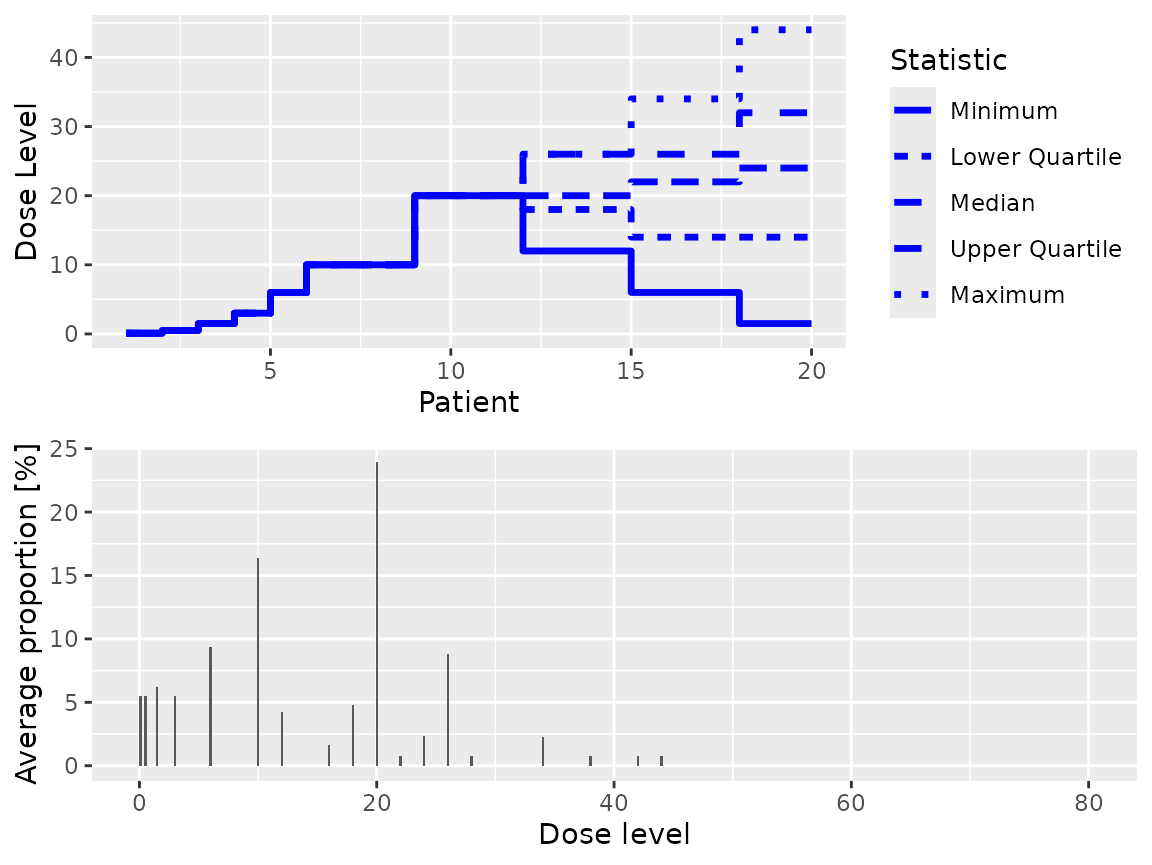 Dose Level
40
30
20
10
0
5
10
15
20
Patient
Statistic
Minimum
Lower Quartile
Median
Upper Quartile
Maximum
Average proportion [%]
25
20
15
10
5
0
0
20
40
60
80
Dose level